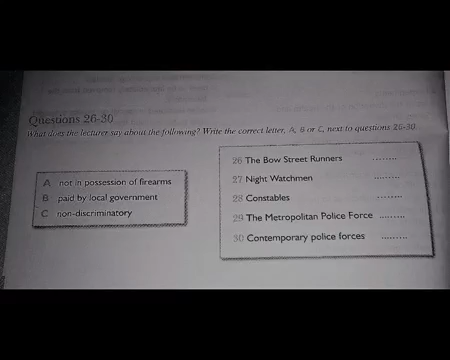 Questions 26-30
What does the lecturer say about the following? Write the correct letter, A, B or C, next to questions 26-30.
A not in possession of firearms
B paid by local government
C non-discriminatory
26 The Bow Street Runners ........
27 Night Watchmen ........
28 Constables ........
29 The Metropolitan Police Force .........
30 Contemporary police forces .........